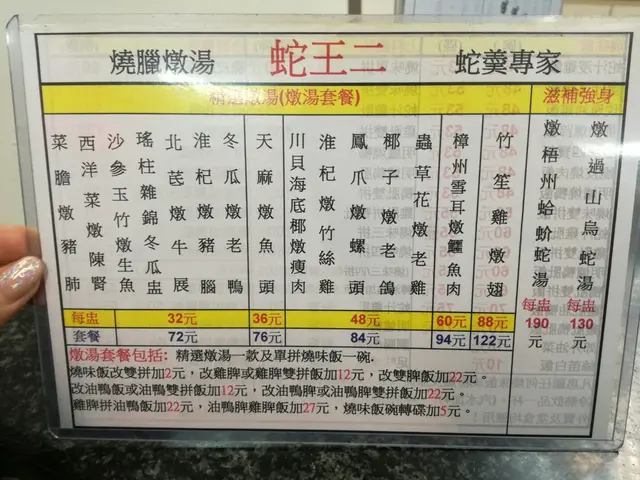 燒臘燉湯
蛇王二
蛇羹專家
精選燉湯(燉湯套餐)
滋補強身
菜膽燉豬肺
西洋菜燉陳腎
沙參玉竹燉生魚
瑤柱雜錦冬瓜盅
北芪燉牛展
淮杞燉豬腦
冬瓜燉老鴨
天麻燉魚頭
川貝海底椰燉瘦肉
淮杞燉竹絲雞
鳳爪燉螺頭
椰子燉老鴿
蟲草花燉老雞
樟州雪耳燉鱷魚肉
竹笙雞燉翅
燉梧州蛤蚧蛇湯
每盅
190元
燉過山烏蛇湯
每盅
130元
每盅 32元 36元 48元 60元 88元
套餐 72元 76元 84元 94元 122元
燉湯套餐包括: 精選燉湯一款及單拼燒味飯一碗。
燒味飯改雙拼加2元, 改雞髀或雞髀雙拼飯加12元, 改雙髀飯加22元。
改油鴨飯或油鴨雙拼飯加12元, 改油鴨髀或油鴨髀雙拼飯加22元。
雞髀拼油鴨飯加22元, 油鴨髀雞髀飯加27元, 燒味飯碗轉碟加5元。